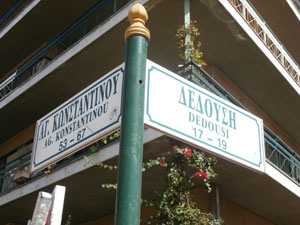 ΑΓ. ΚΩΝΣΤΑΝΤΙΝΟΥ
AG. KONSTANTINOU
53 - 67
ΔΕΔΟΥΣΗ
DEDOUSI
17 - 19